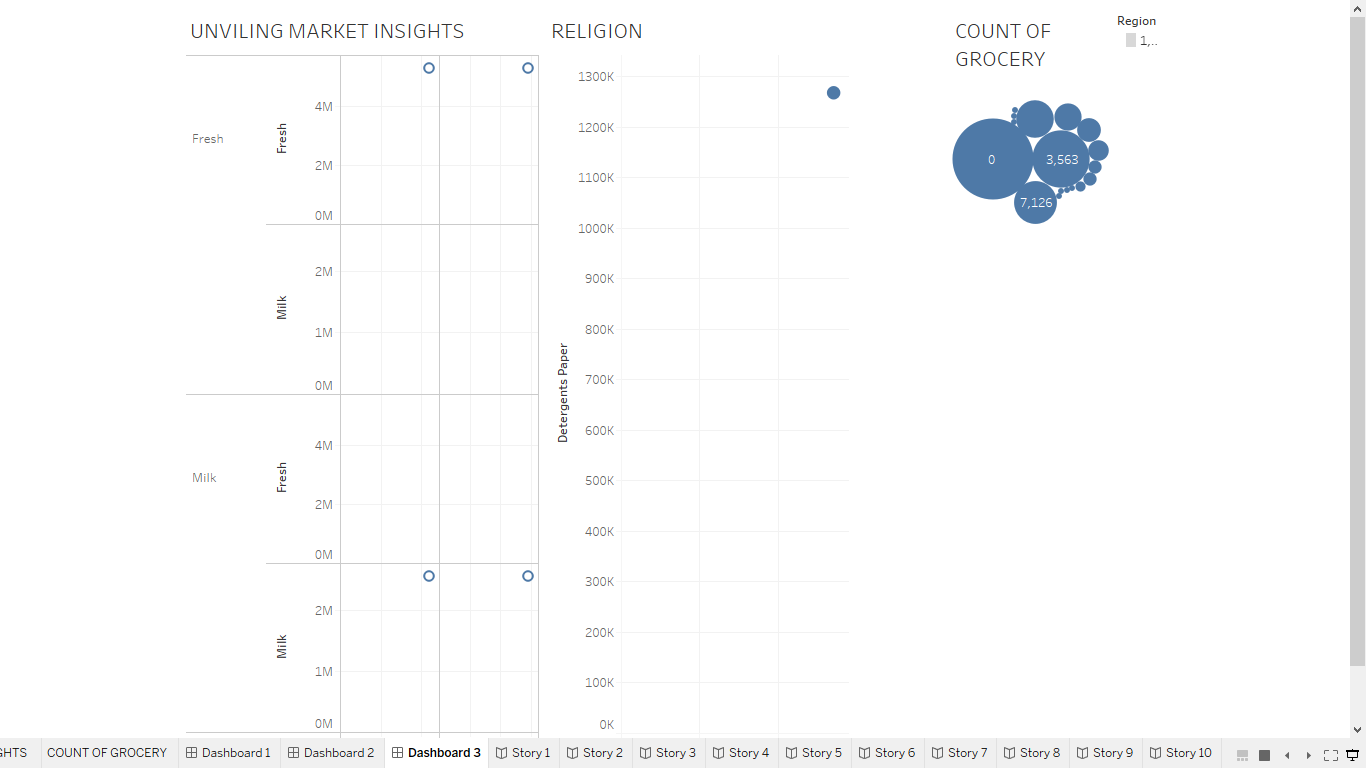 UNVILING MARKET INSIGHTS
Fresh
Fresh
4M
2M
0M
Milk
2M
1M
0M
Milk
Fresh
4M
2M
0M
Milk
2M
1M
0M
RELIGION
Detergents Paper
1300K
1200K
1100K
1000K
900K
800K
700K
600K
500K
400K
300K
200K
100K
0K
COUNT OF
GROCERY
0
3,563
7,126
Region
1,..
GHTS
COUNT OF GROCERY
Dashboard 1
Dashboard 2
Dashboard 3
Story 1
Story 2
Story 3
Story 4
Story 5
Story 6
Story 7
Story 8
Story 9
Story 10